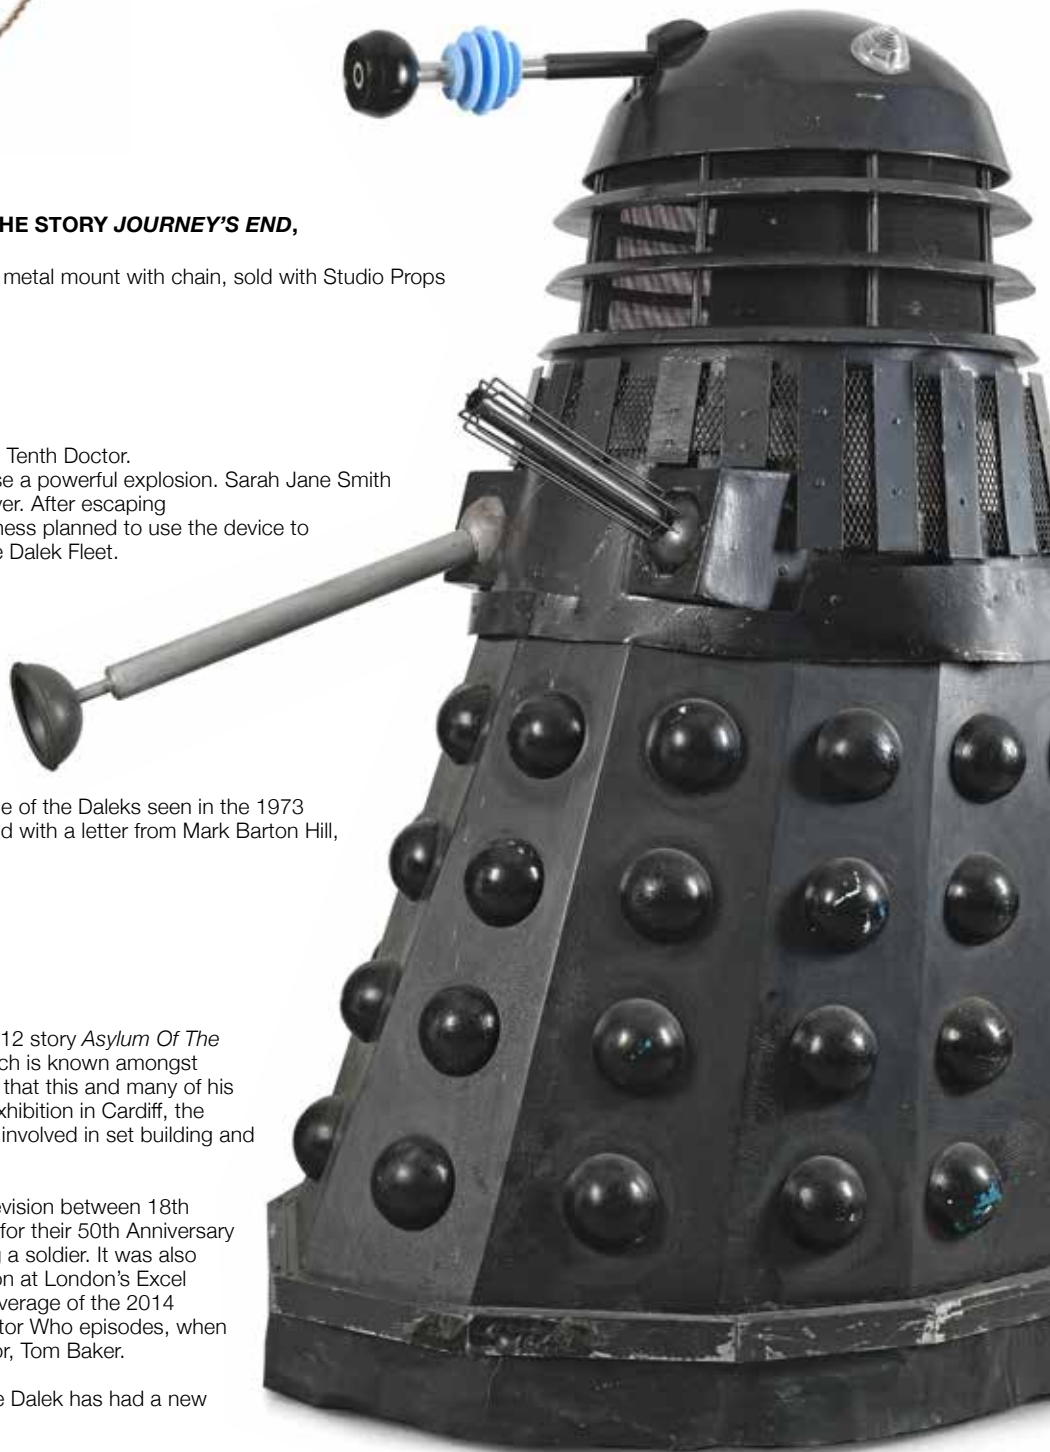 HE STORY JOURNEY'S END,
metal mount with chain, sold with Studio Props
Tenth Doctor.
se a powerful explosion. Sarah Jane Smith
ver. After escaping
ness planned to use the device to
e Dalek Fleet.
e of the Daleks seen in the 1973
d with a letter from Mark Barton Hill,
12 story Asylum Of The
ch is known amongst
that this and many of his
xhibition in Cardiff, the
involved in set building and
evision between 18th
for their 50th Anniversary
g a soldier. It was also
on at London's Excel
verage of the 2014
tor Who episodes, when
or, Tom Baker.
e Dalek has had a new